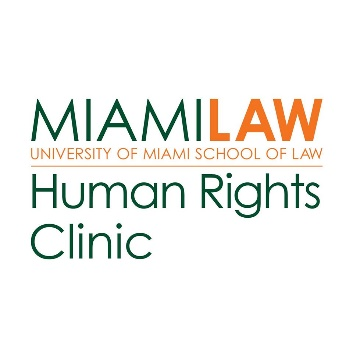 MIAMILAW
UNIVERSITY OF MIAMI SCHOOL OF LAW
Human Rights
Clinic